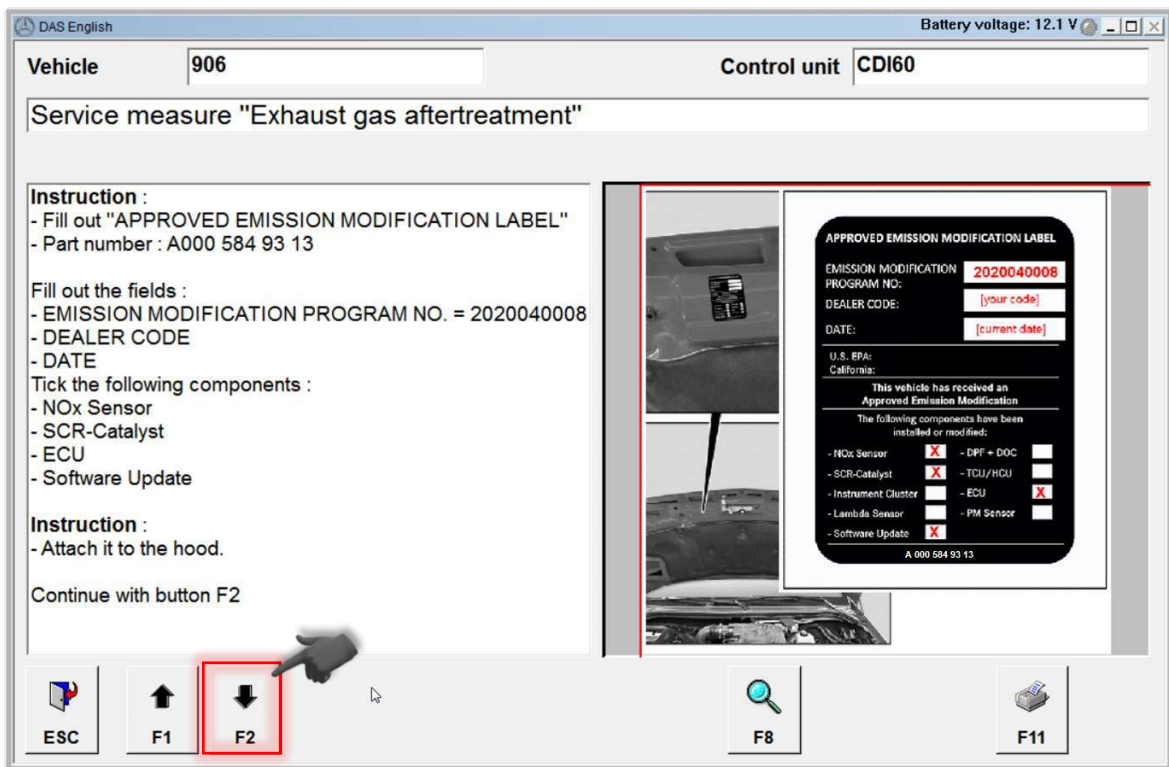 DAS English
Battery voltage: 12.1 V
Vehicle 906 Control unit CDI60
Service measure "Exhaust gas aftertreatment"
Instruction :
- Fill out "APPROVED EMISSION MODIFICATION LABEL"
- Part number : A000 584 93 13
Fill out the fields :
- EMISSION MODIFICATION PROGRAM NO. = 2020040008
- DEALER CODE
- DATE
Tick the following components :
- NOx Sensor
- SCR-Catalyst
- ECU
- Software Update
Instruction :
- Attach it to the hood.
Continue with button F2
APPROVED EMISSION MODIFICATION LABEL
EMISSION MODIFICATION
PROGRAM NO:
2020040008
DEALER CODE: [your code]
DATE: [current date]
U.S. EPA:
California:
This vehicle has received an
Approved Emission Modification
The following components have been
installed or modified:
- NOx Sensor X - DPF + DOC
- SCR-Catalyst X - TCU/HCU
- Instrument Cluster - ECU X
- Lambda Sensor - PM Sensor
- Software Update X
A 000 584 93 13
ESC F1 F2 F8 F11